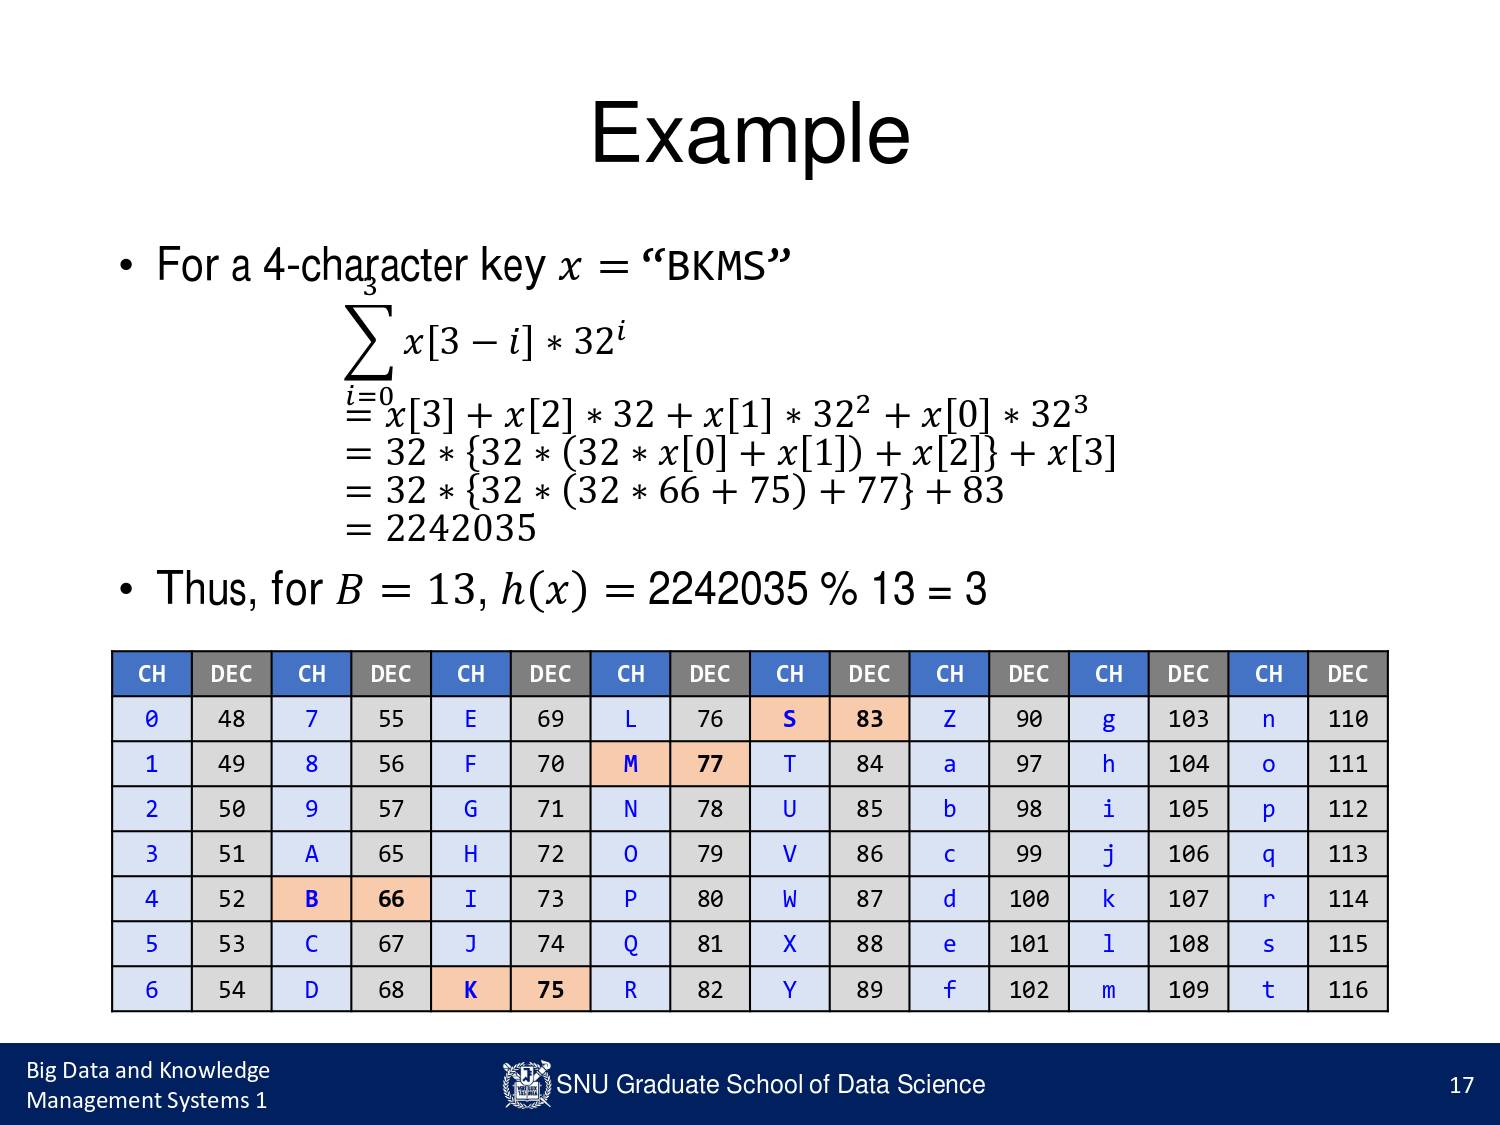 Example
• For a 4-character key 𝑥 = “BKMS”
3
∑ 𝑥[3 − 𝑖] ∗ 32^𝑖
𝑖=0
= 𝑥[3] + 𝑥[2] ∗ 32 + 𝑥[1] ∗ 32² + 𝑥[0] ∗ 32³
= 32 ∗ {32 ∗ (32 ∗ 𝑥[0] + 𝑥[1]) + 𝑥[2]} + 𝑥[3]
= 32 ∗ {32 ∗ (32 ∗ 66 + 75) + 77} + 83
= 2242035
• Thus, for 𝐵 = 13, ℎ(𝑥) = 2242035 % 13 = 3
CH DEC CH DEC CH DEC CH DEC CH DEC CH DEC CH DEC CH DEC
0 48 7 55 E 69 L 76 S 83 Z 90 g 103 n 110
1 49 8 56 F 70 M 77 T 84 a 97 h 104 o 111
2 50 9 57 G 71 N 78 U 85 b 98 i 105 p 112
3 51 A 65 H 72 O 79 V 86 c 99 j 106 q 113
4 52 B 66 I 73 P 80 W 87 d 100 k 107 r 114
5 53 C 67 J 74 Q 81 X 88 e 101 l 108 s 115
6 54 D 68 K 75 R 82 Y 89 f 102 m 109 t 116
Big Data and Knowledge
Management Systems 1
SNU Graduate School of Data Science
17